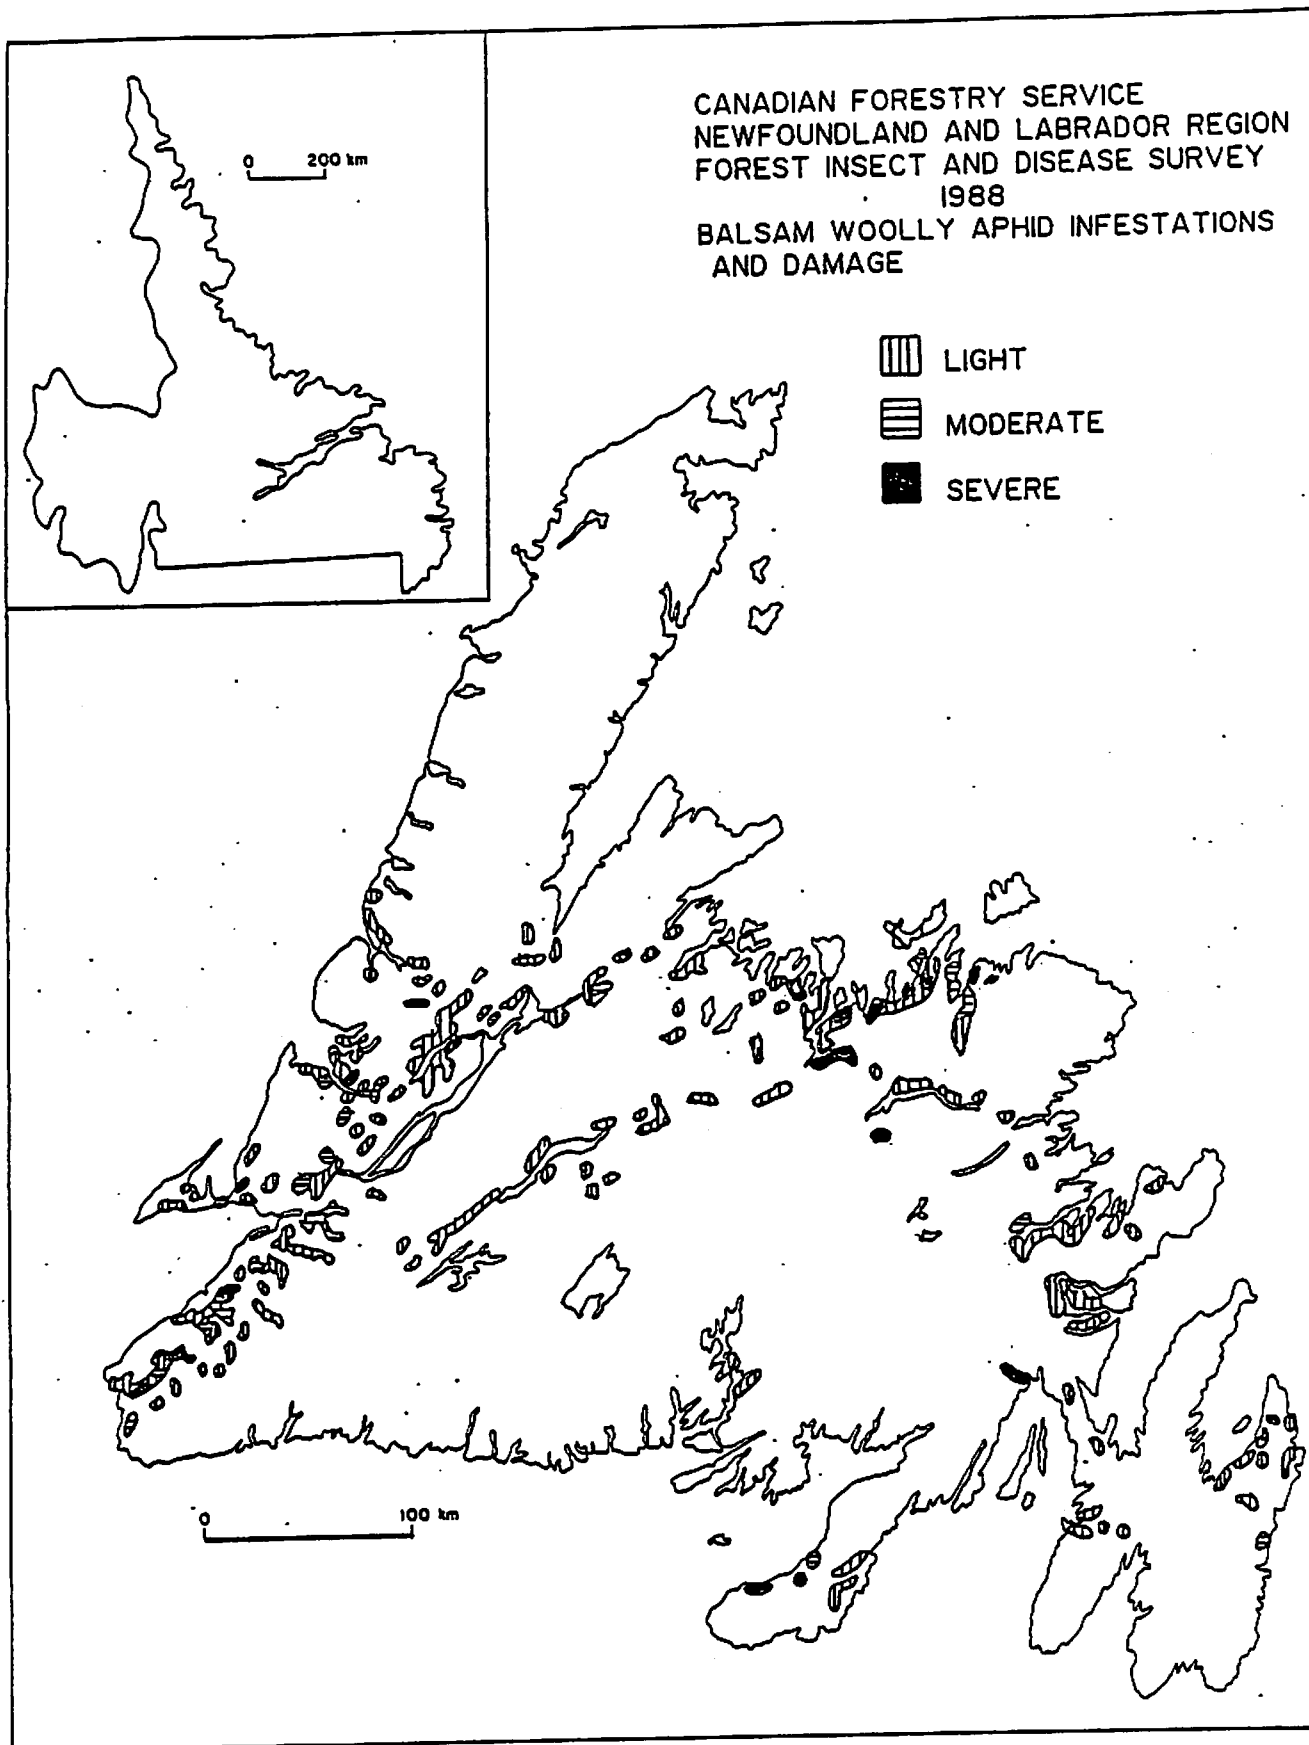 CANADIAN FORESTRY SERVICE
NEWFOUNDLAND AND LABRADOR REGION
FOREST INSECT AND DISEASE SURVEY
1988
BALSAM WOOLLY APHID INFESTATIONS
AND DAMAGE
0 200 km
LIGHT
MODERATE
SEVERE
0 100 km